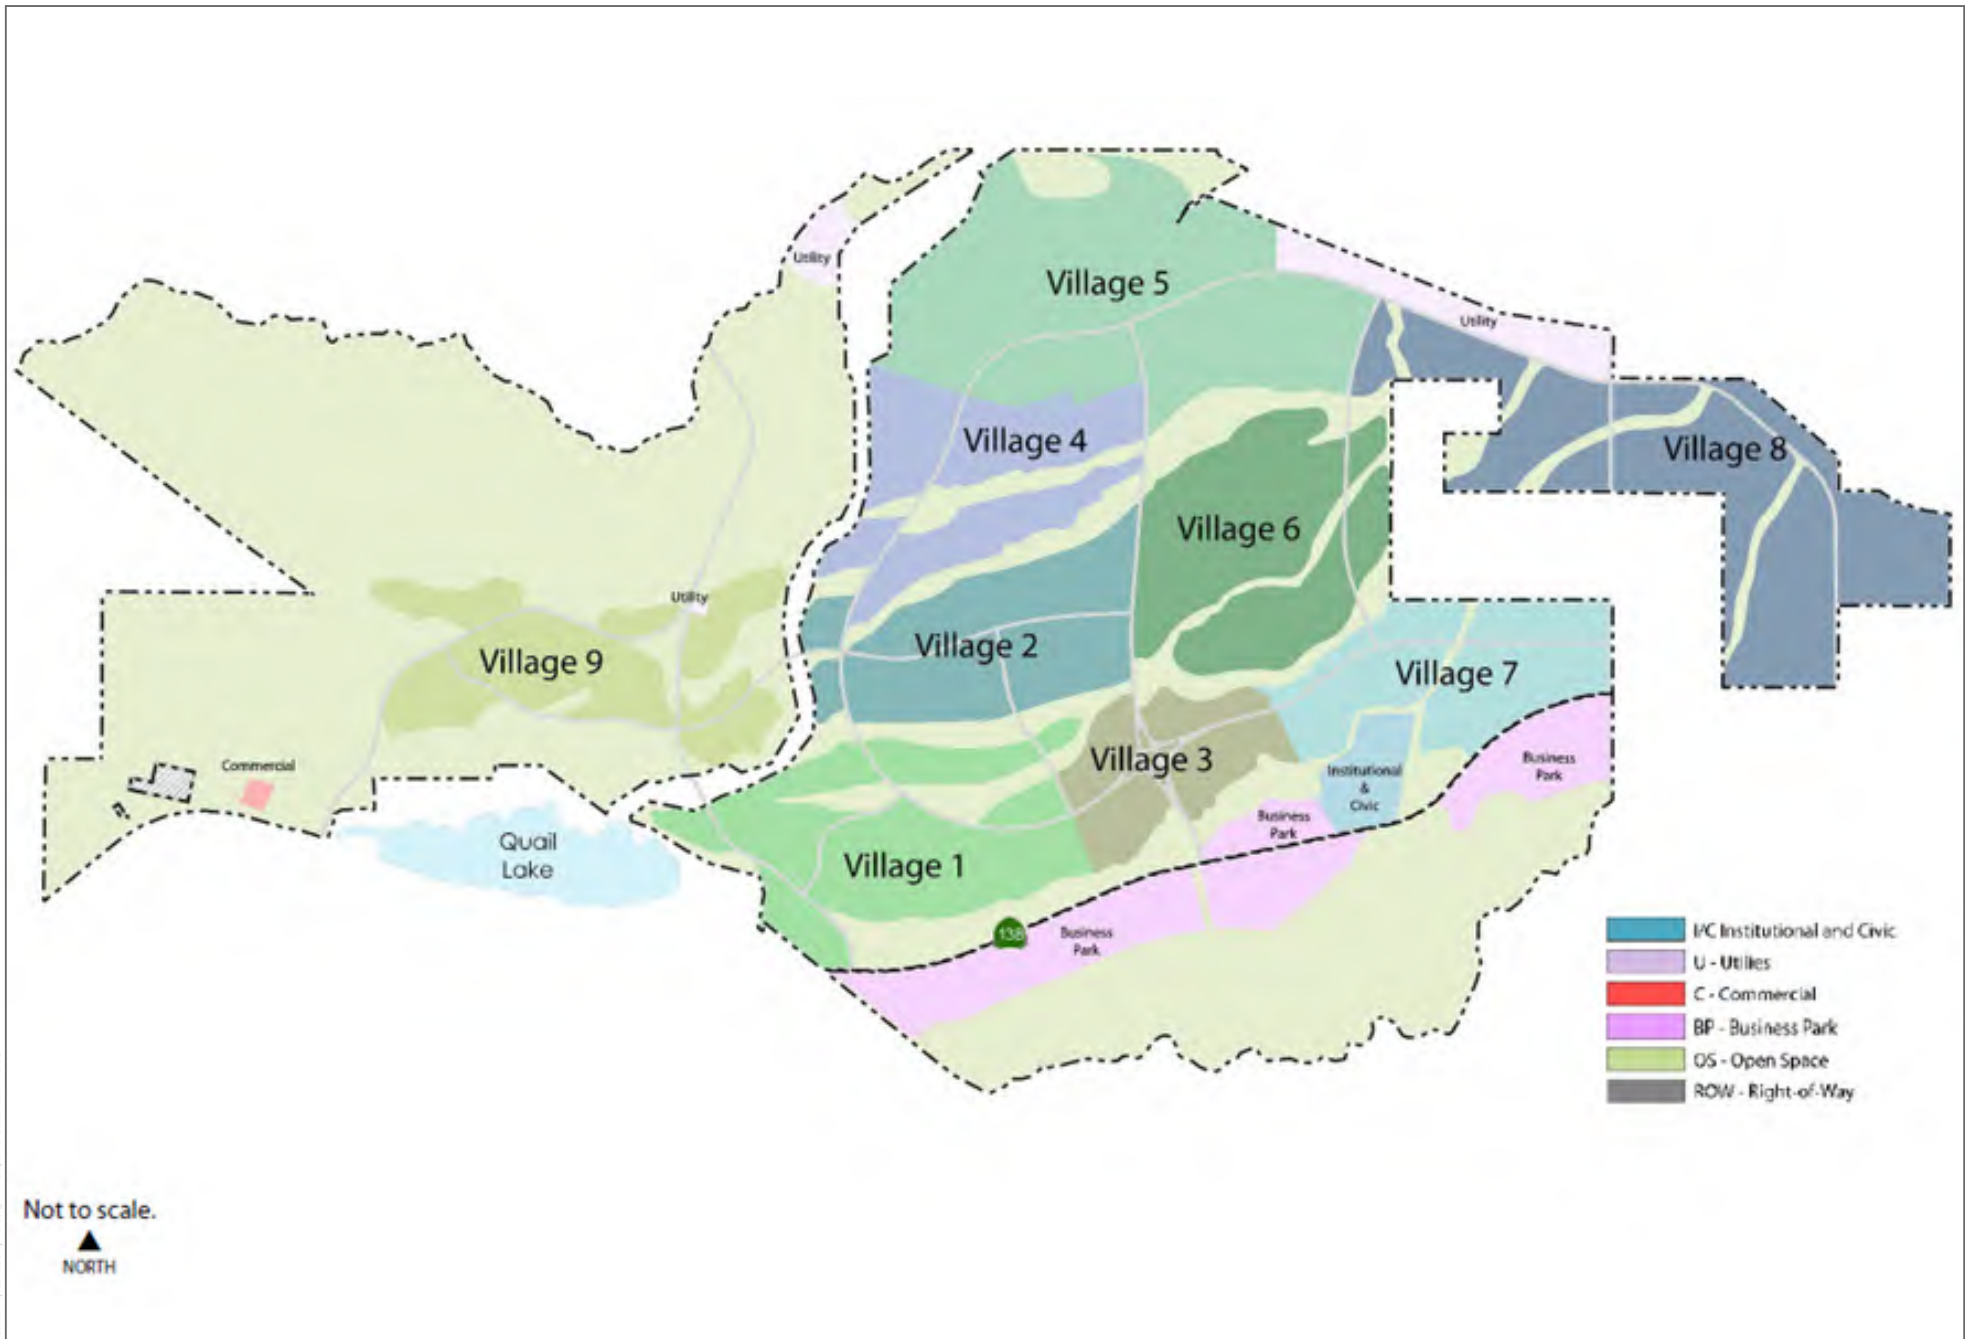 Utility
Village 5
Utility
Village 4
Village 8
Village 6
Utility
Village 2
Village 9
Village 7
Village 3
Commercial
Business
Park
Institutional
&
Civic
Business
Park
Quail
Lake
Village 1
138
Business
Park
I/C Institutional and Civic
U - Utilies
C - Commercial
BP - Business Park
OS - Open Space
ROW - Right-of-Way
Not to scale.
NORTH